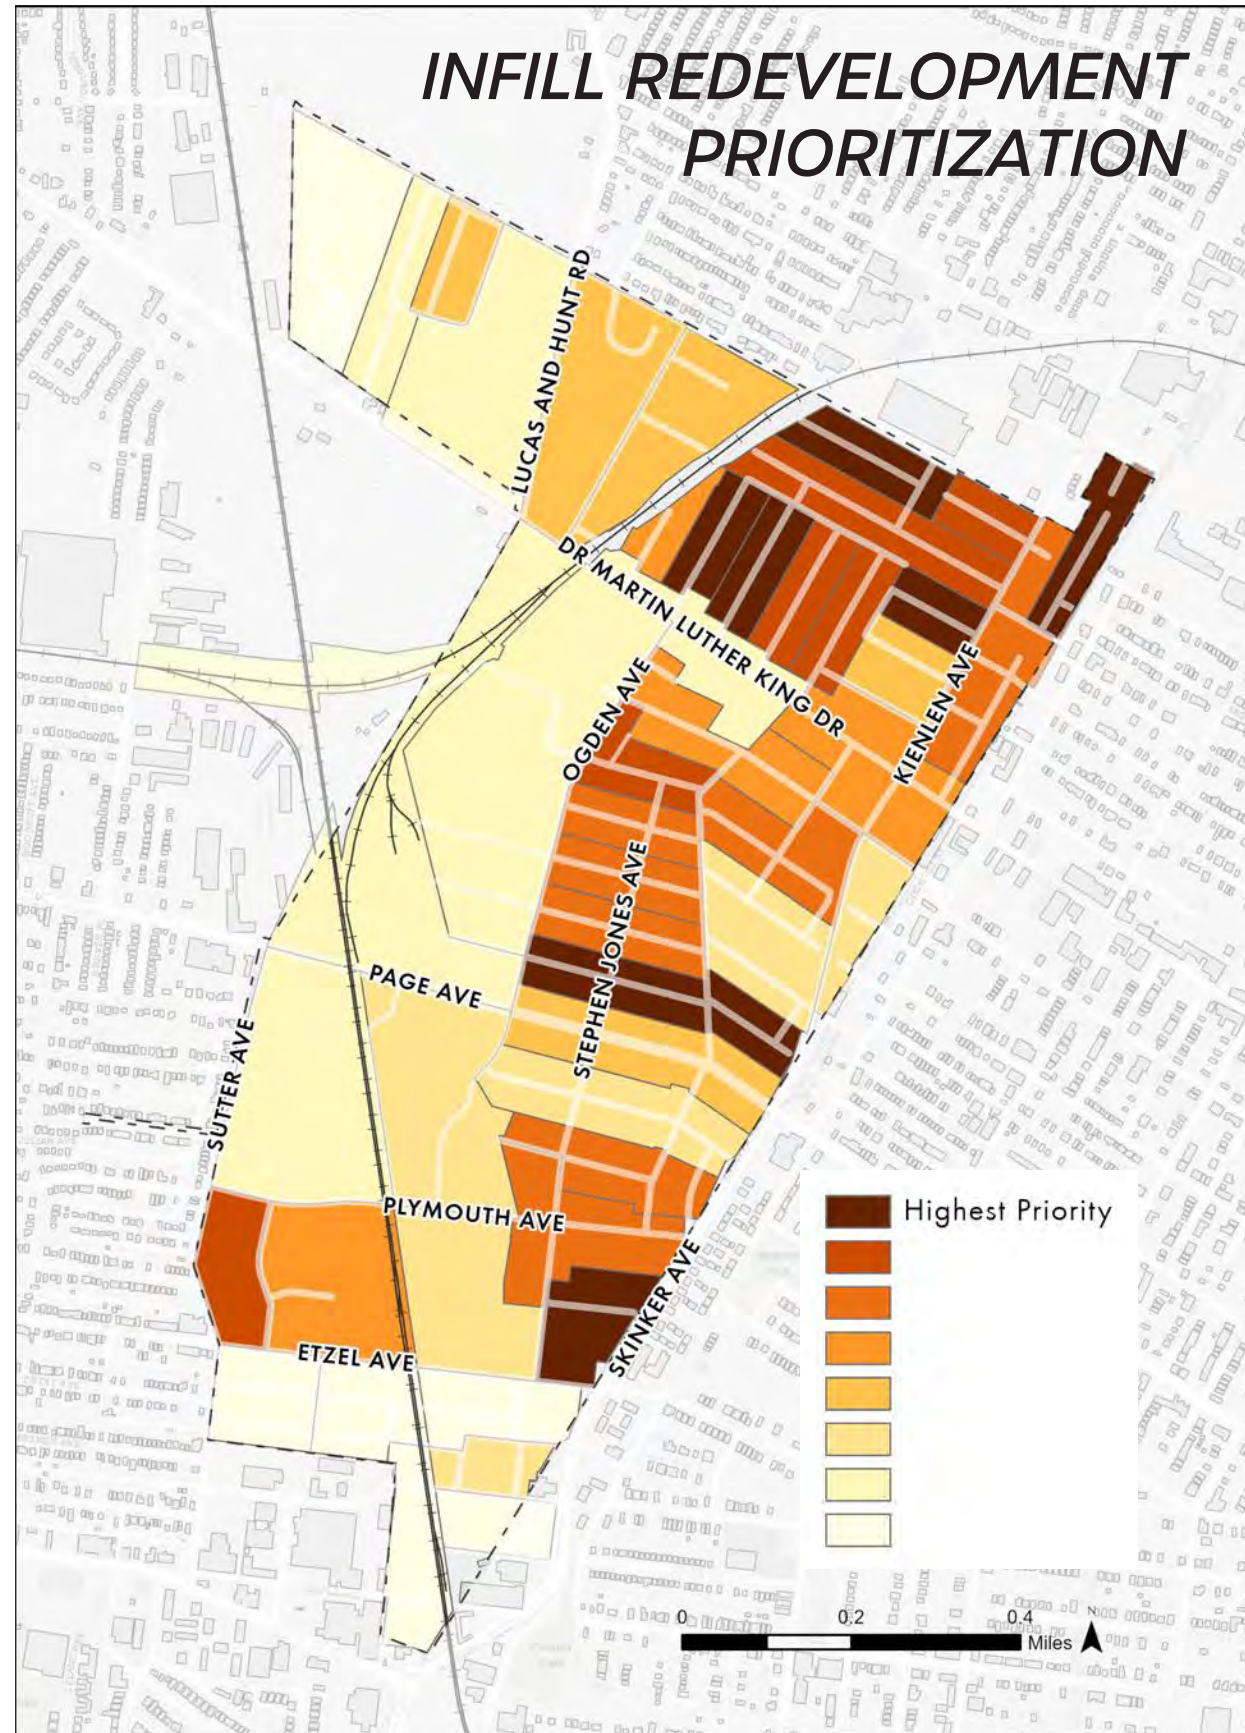 INFILL REDEVELOPMENT
PRIORITIZATION
LUCAS AND HUNT RD
DR MARTIN LUTHER KING DR
OGDEN AVE
KIENLEN AVE
STEPHEN JONES AVE
PAGE AVE
SUTTER AVE
PLYMOUTH AVE
SKINKER AVE
ETZEL AVE
Highest Priority
0 0.2 0.4
Miles
N